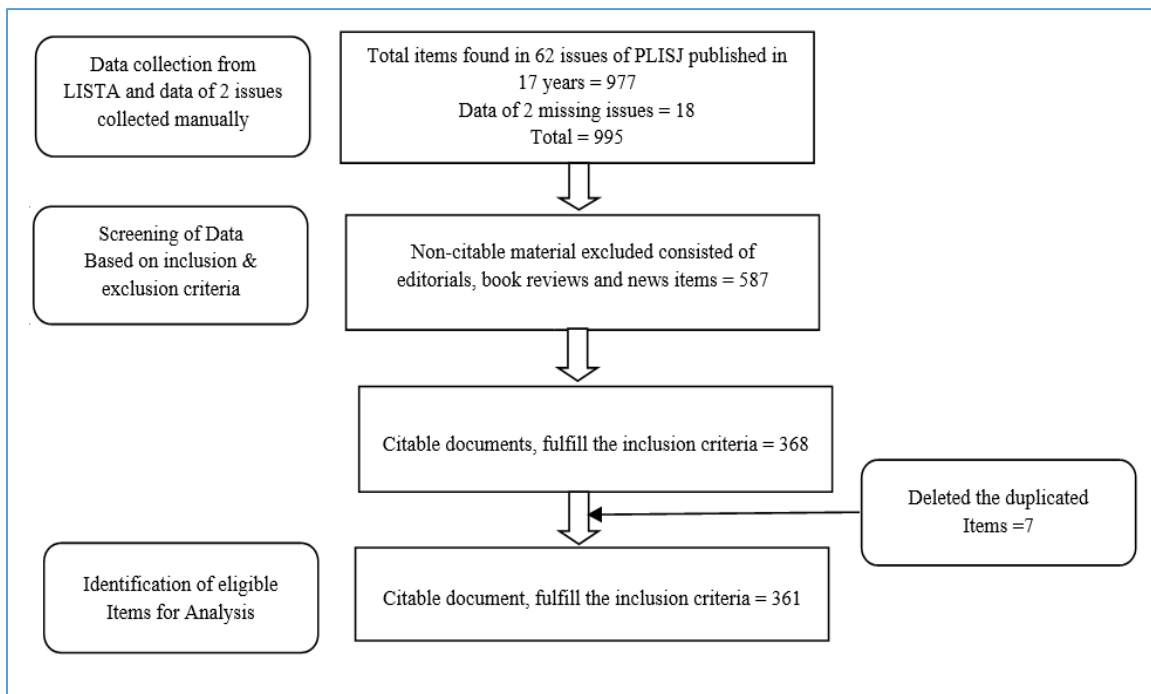 Data collection from
LISTA and data of 2 issues
collected manually
Total items found in 62 issues of PLISJ published in
17 years = 977
Data of 2 missing issues = 18
Total = 995
Screening of Data
Based on inclusion &
exclusion criteria
Non-citable material excluded consisted of
editorials, book reviews and news items = 587
Citable documents, fulfill the inclusion criteria = 368
Deleted the duplicated
Items =7
Identification of eligible
Items for Analysis
Citable document, fulfill the inclusion criteria = 361